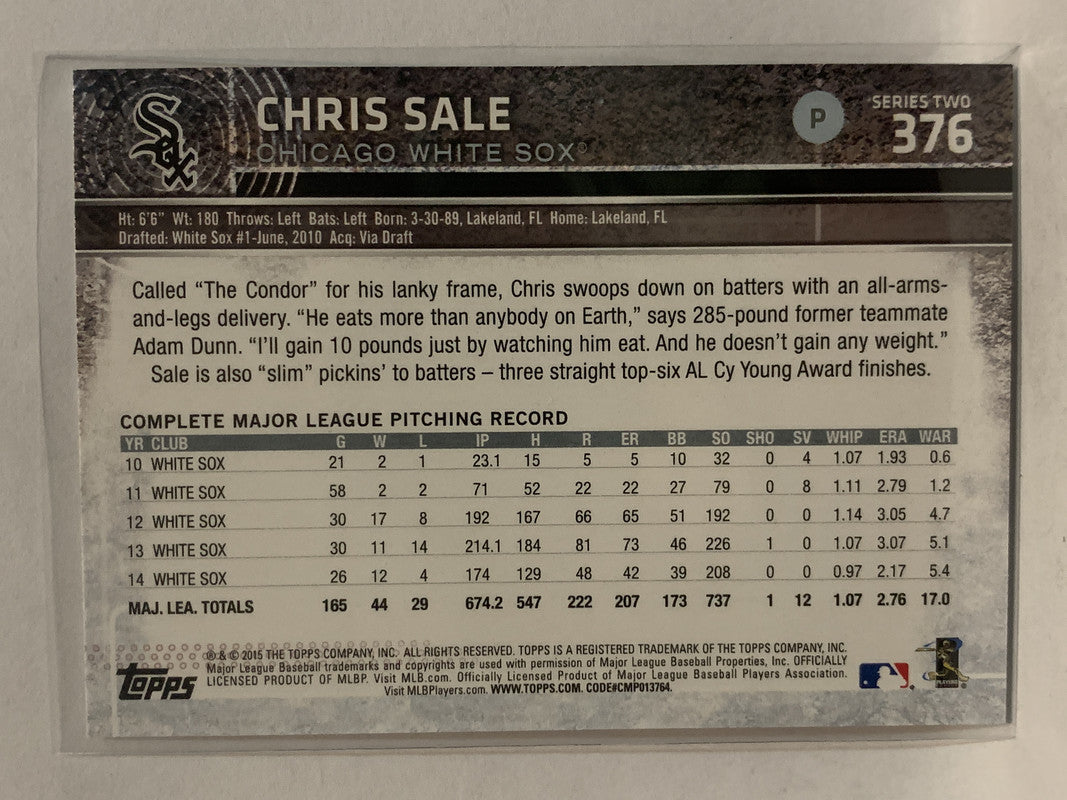 Sox
CHRIS SALE
CHICAGO WHITE SOX®
P
SERIES TWO
376
Ht: 6'6" Wt: 180 Throws: Left Bats: Left Born: 3-30-89, Lakeland, FL Home: Lakeland, FL
Drafted: White Sox #1-June, 2010 Acq: Via Draft
Called “The Condor” for his lanky frame, Chris swoops down on batters with an all-arms-
and-legs delivery. “He eats more than anybody on Earth,” says 285-pound former teammate
Adam Dunn. “I’ll gain 10 pounds just by watching him eat. And he doesn’t gain any weight.”
Sale is also “slim” pickins’ to batters – three straight top-six AL Cy Young Award finishes.
COMPLETE MAJOR LEAGUE PITCHING RECORD
YR CLUB G W L IP H R ER BB SO SHO SV WHIP ERA WAR
10 WHITE SOX 21 2 1 23.1 15 5 5 10 32 0 4 1.07 1.93 0.6
11 WHITE SOX 58 2 2 71 52 22 22 27 79 0 8 1.11 2.79 1.2
12 WHITE SOX 30 17 8 192 167 66 65 51 192 0 0 1.14 3.05 4.7
13 WHITE SOX 30 11 14 214.1 184 81 73 46 226 1 0 1.07 3.07 5.1
14 WHITE SOX 26 12 4 174 129 48 42 39 208 0 0 0.97 2.17 5.4
MAJ. LEA. TOTALS 165 44 29 674.2 547 222 207 173 737 1 12 1.07 2.76 17.0
Topps
® & © 2015 THE TOPPS COMPANY, INC. ALL RIGHTS RESERVED. TOPPS IS A REGISTERED TRADEMARK OF THE TOPPS COMPANY, INC.
Major League Baseball trademarks and copyrights are used with permission of Major League Baseball Properties, Inc. OFFICIALLY
LICENSED PRODUCT OF MLBP. Visit MLB.com. Officially Licensed Product of Major League Baseball Players Association.
Visit MLBPlayers.com. WWW.TOPPS.COM. CODE#CMP013764.
PLAYERS